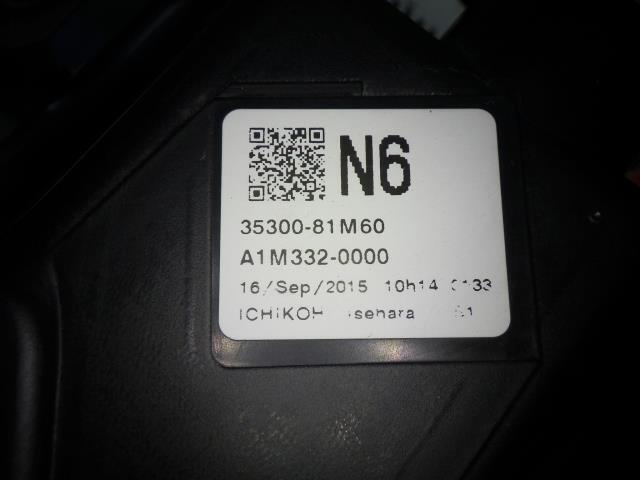 N6
35300-81M60
A1M332-0000
16/Sep/2015 10h14
ICHIKOH